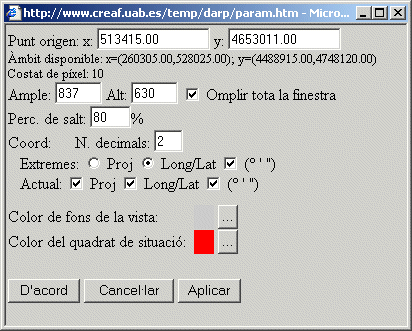 http://www.creaf.uab.es/temp/darp/param.htm - Micro...
Punt origen: x: 513415.00 y: 4653011.00
Àmbit disponible: x=(260305.00,528025.00); y=(4488915.00,4748120.00)
Costat de píxel: 10
Ample: 837 Alt: 630 Omplir tota la finestra
Perc. de salt: 80 %
Coord: N. decimals: 2
Extremes: Proj Long/Lat (° ' ")
Actual: Proj Long/Lat (° ' ")
Color de fons de la vista: ...
Color del quadrat de situació: ...
D'acord Cancel·lar Aplicar